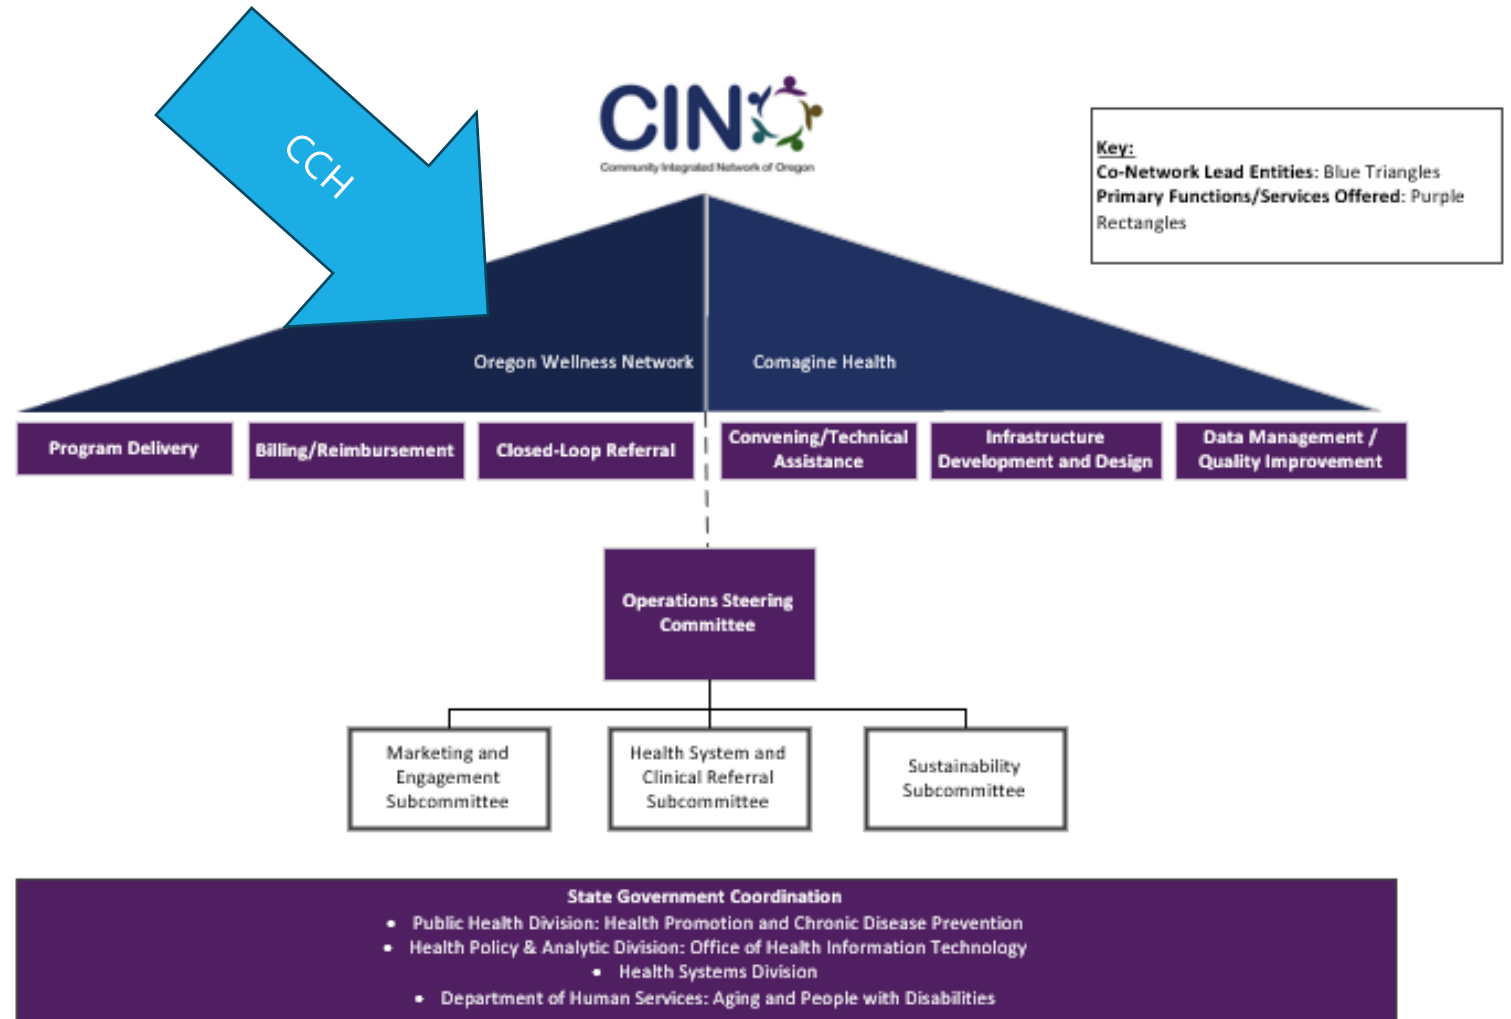 CCH
CINO
Community Integrated Network of Oregon
Key:
Co-Network Lead Entities: Blue Triangles
Primary Functions/Services Offered: Purple
Rectangles
Oregon Wellness Network
Comagine Health
Program Delivery
Billing/Reimbursement
Closed-Loop Referral
Convening/Technical
Assistance
Infrastructure
Development and Design
Data Management /
Quality Improvement
Operations Steering
Committee
Marketing and
Engagement
Subcommittee
Health System and
Clinical Referral
Subcommittee
Sustainability
Subcommittee
State Government Coordination
• Public Health Division: Health Promotion and Chronic Disease Prevention
• Health Policy & Analytic Division: Office of Health Information Technology
• Health Systems Division
• Department of Human Services: Aging and People with Disabilities